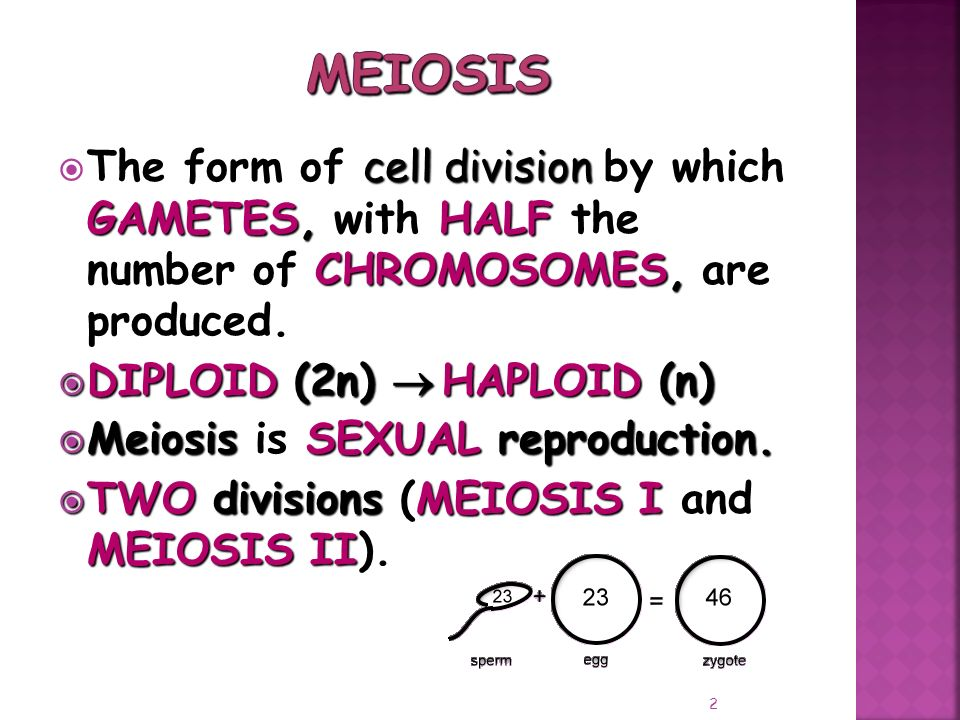 MEIOSIS
The form of cell division by which
GAMETES, with HALF the
number of CHROMOSOMES, are
produced.
DIPLOID (2n) → HAPLOID (n)
Meiosis is SEXUAL reproduction.
TWO divisions (MEIOSIS I and
MEIOSIS II).
23 + 23 = 46
sperm egg zygote
2